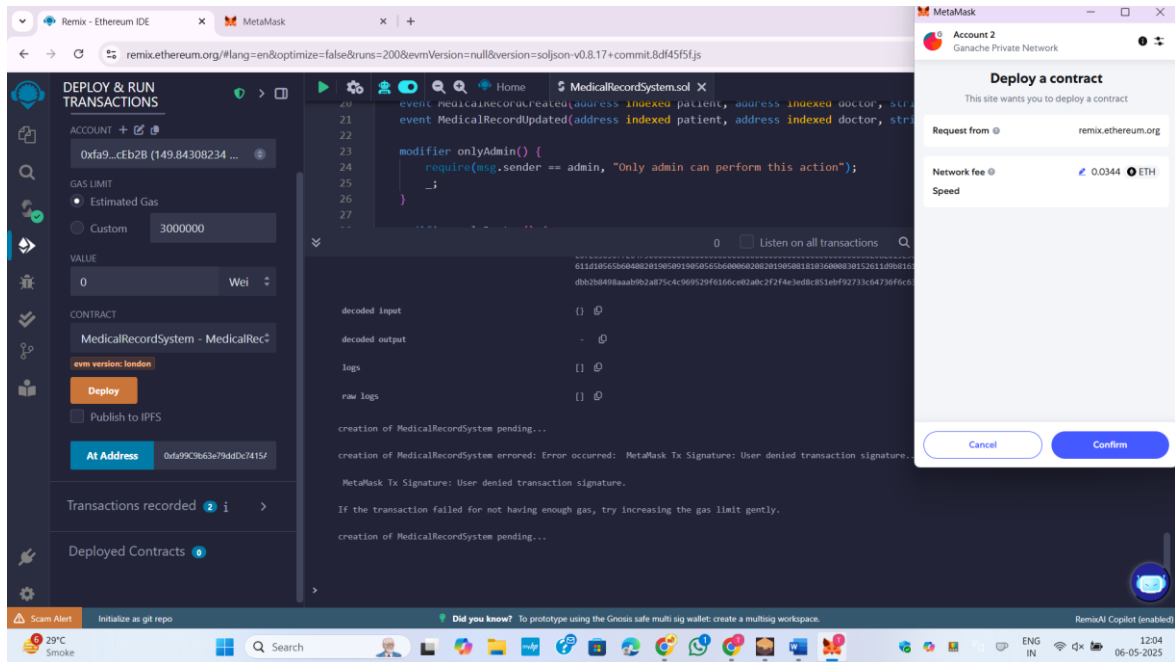 Remix - Ethereum IDE
MetaMask
remix.ethereum.org/#lang=en&optimize=false&runs=200&evmVersion=null&version=soljson-v0.8.17+commit.8df45f5f.js
DEPLOY & RUN
TRANSACTIONS
ACCOUNT
0xfa9...cEb2B (149.84308234 ...
GAS LIMIT
Estimated Gas
Custom
3000000
VALUE
0
Wei
CONTRACT
MedicalRecordSystem - MedicalRec
evm version: london
Deploy
Publish to IPFS
At Address
0xfa99C9b63e79ddDc7415A
Transactions recorded 2 i
Deployed Contracts 0
Home
MedicalRecordSystem.sol
20 event MedicalRecordCreated(address indexed patient, address indexed doctor, stri
21 event MedicalRecordUpdated(address indexed patient, address indexed doctor, stri
22
23 modifier onlyAdmin() {
24 require(msg.sender == admin, "Only admin can perform this action");
25 _;
26 }
27
0
Listen on all transactions
decoded input
{}
decoded output
-
logs
[]
raw logs
[]
creation of MedicalRecordSystem pending...
creation of MedicalRecordSystem errored: Error occurred: MetaMask Tx Signature: User denied transaction signature..
MetaMask Tx Signature: User denied transaction signature.
If the transaction failed for not having enough gas, try increasing the gas limit gently.
creation of MedicalRecordSystem pending...
>
MetaMask
G
Account 2
Ganache Private Network
Deploy a contract
This site wants you to deploy a contract
Request from
remix.ethereum.org
Network fee
0.0344 ETH
Speed
Cancel
Confirm
Scam Alert
Initialize as git repo
Did you know? To prototype using the Gnosis safe multi sig wallet: create a multisig workspace.
RemixAI Copilot (enabled)
6
29°C
Smoke
Search
ENG
IN
12:04
06-05-2025